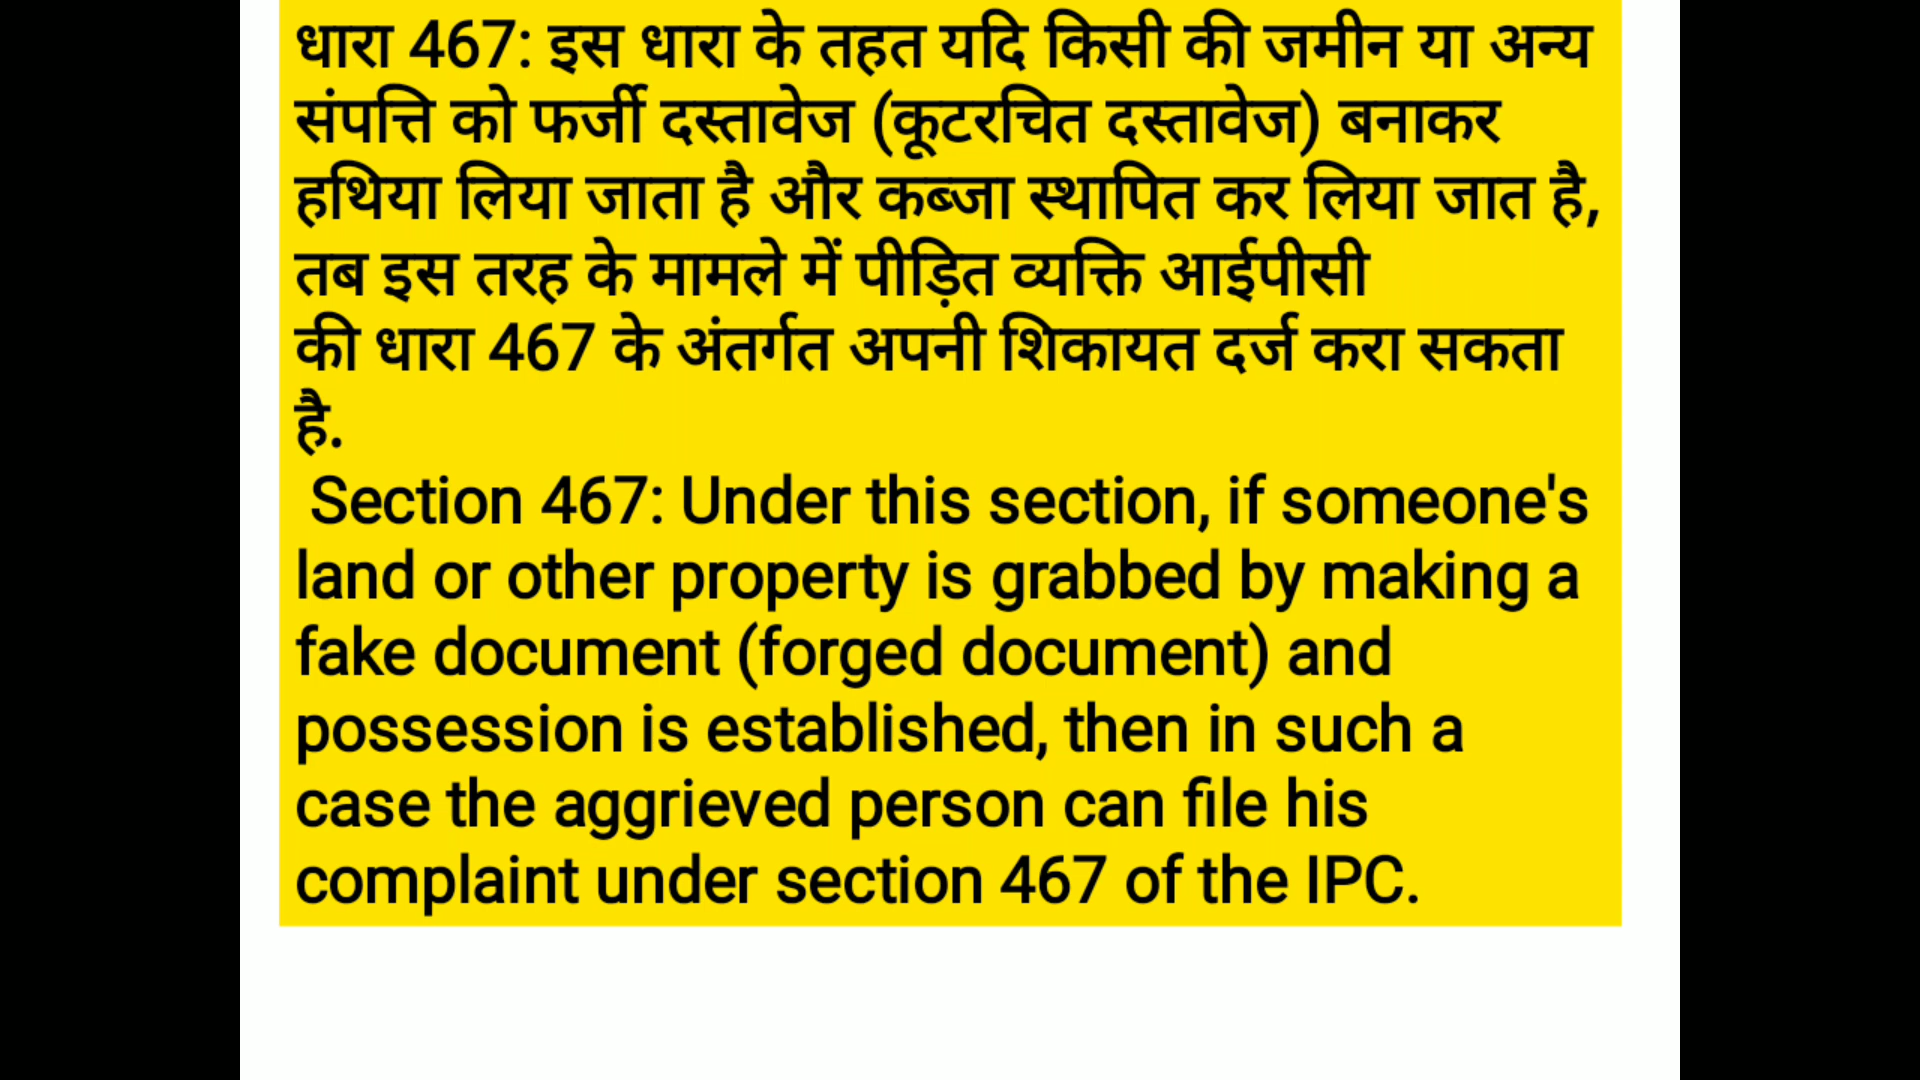 धारा 467: इस धारा के तहत यदि किसी की जमीन या अन्य
संपत्ति को फर्जी दस्तावेज (कूटरचित दस्तावेज) बनाकर
हथिया लिया जाता है और कब्जा स्थापित कर लिया जात है,
तब इस तरह के मामले में पीड़ित व्यक्ति आईपीसी
की धारा 467 के अंतर्गत अपनी शिकायत दर्ज करा सकता
है.
Section 467: Under this section, if someone's
land or other property is grabbed by making a
fake document (forged document) and
possession is established, then in such a
case the aggrieved person can file his
complaint under section 467 of the IPC.